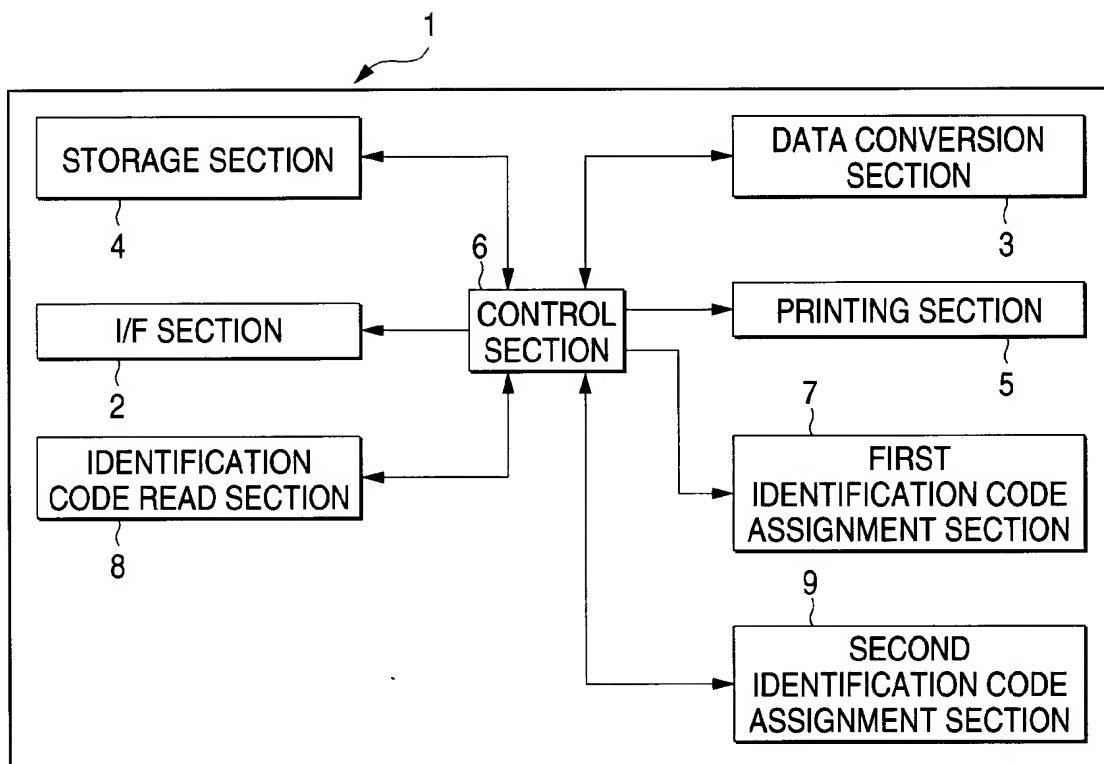 1
STORAGE SECTION
4
DATA CONVERSION
SECTION
3
6
CONTROL
SECTION
I/F SECTION
2
PRINTING SECTION
5
IDENTIFICATION
CODE READ SECTION
8
7
FIRST
IDENTIFICATION CODE
ASSIGNMENT SECTION
9
SECOND
IDENTIFICATION CODE
ASSIGNMENT SECTION